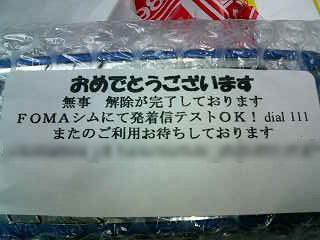 おめでとうございます
無事　解除が完了しております
ＦＯＭＡシムにて発着信テストＯＫ！dial 111
またのご利用お待ちしております